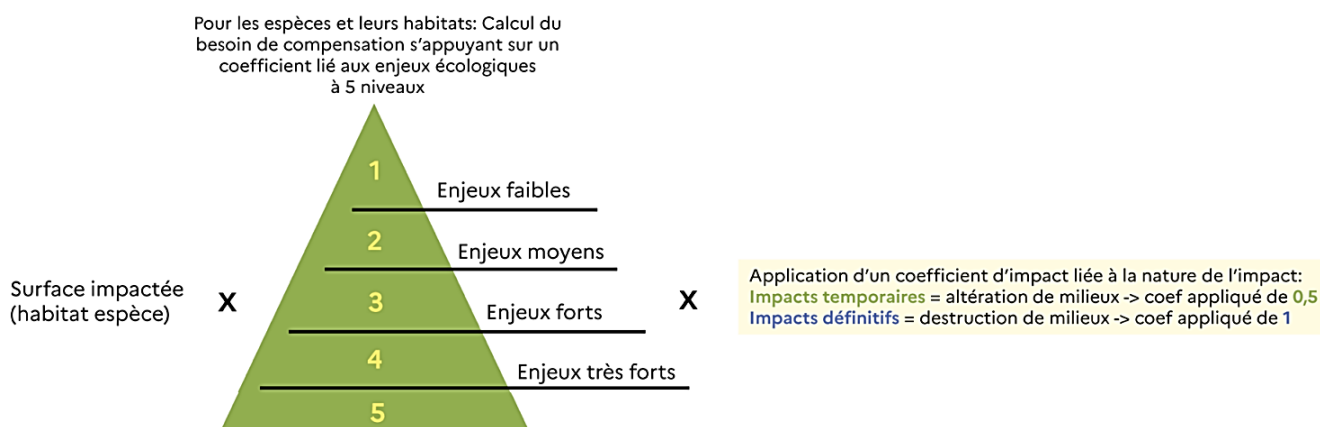 Pour les espèces et leurs habitats: Calcul du
besoin de compensation s'appuyant sur un
coefficient lié aux enjeux écologiques
à 5 niveaux
1
Enjeux faibles
2
Enjeux moyens
Surface impactée
(habitat espèce)
X
3
Enjeux forts
X
Application d'un coefficient d'impact liée à la nature de l'impact:
Impacts temporaires = altération de milieux -> coef appliqué de 0,5
Impacts définitifs = destruction de milieux -> coef appliqué de 1
4
Enjeux très forts
5